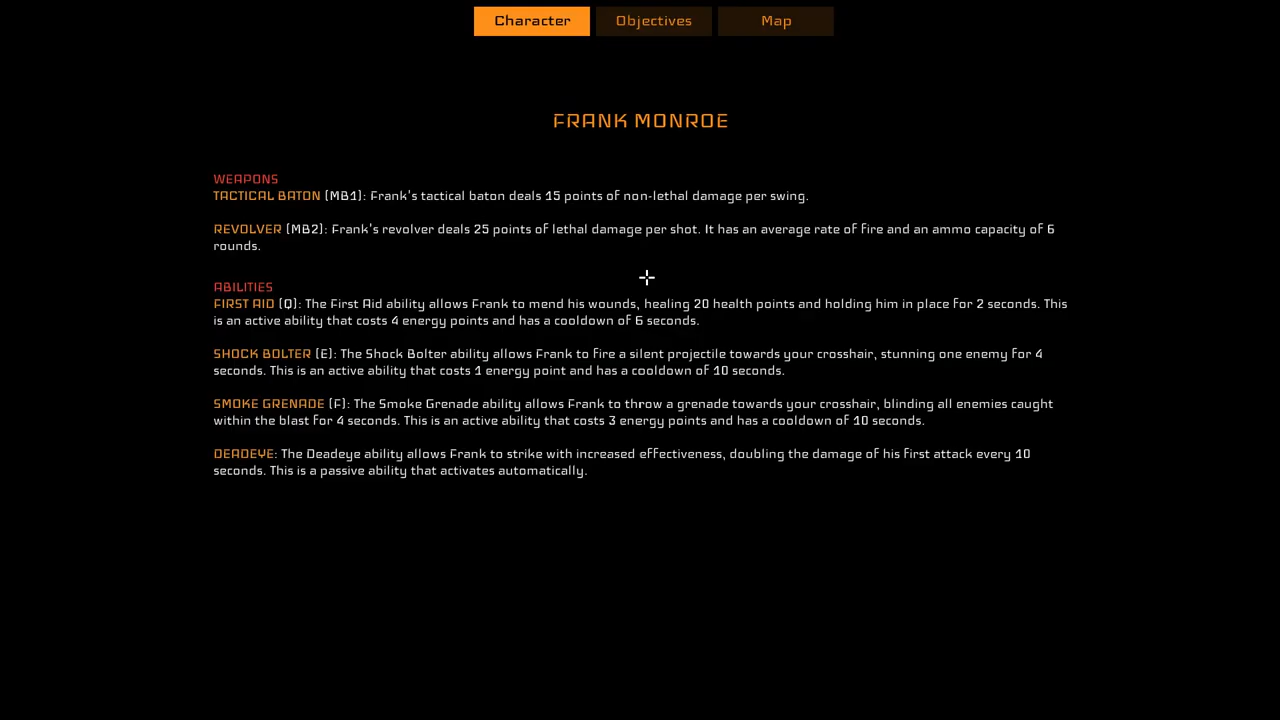 Character
Objectives
Map
FRANK MONROE
WEAPONS
TACTICAL BATON (MB1): Frank's tactical baton deals 15 points of non-lethal damage per swing.
REVOLVER (MB2): Frank's revolver deals 25 points of lethal damage per shot. It has an average rate of fire and an ammo capacity of 6
rounds.
ABILITIES
FIRST AID (Q): The First Aid ability allows Frank to mend his wounds, healing 20 health points and holding him in place for 2 seconds. This
is an active ability that costs 4 energy points and has a cooldown of 6 seconds.
SHOCK BOLTER (E): The Shock Bolter ability allows Frank to fire a silent projectile towards your crosshair, stunning one enemy for 4
seconds. This is an active ability that costs 1 energy point and has a cooldown of 10 seconds.
SMOKE GRENADE (F): The Smoke Grenade ability allows Frank to throw a grenade towards your crosshair, blinding all enemies caught
within the blast for 4 seconds. This is an active ability that costs 3 energy points and has a cooldown of 10 seconds.
DEADEYE: The Deadeye ability allows Frank to strike with increased effectiveness, doubling the damage of his first attack every 10
seconds. This is a passive ability that activates automatically.